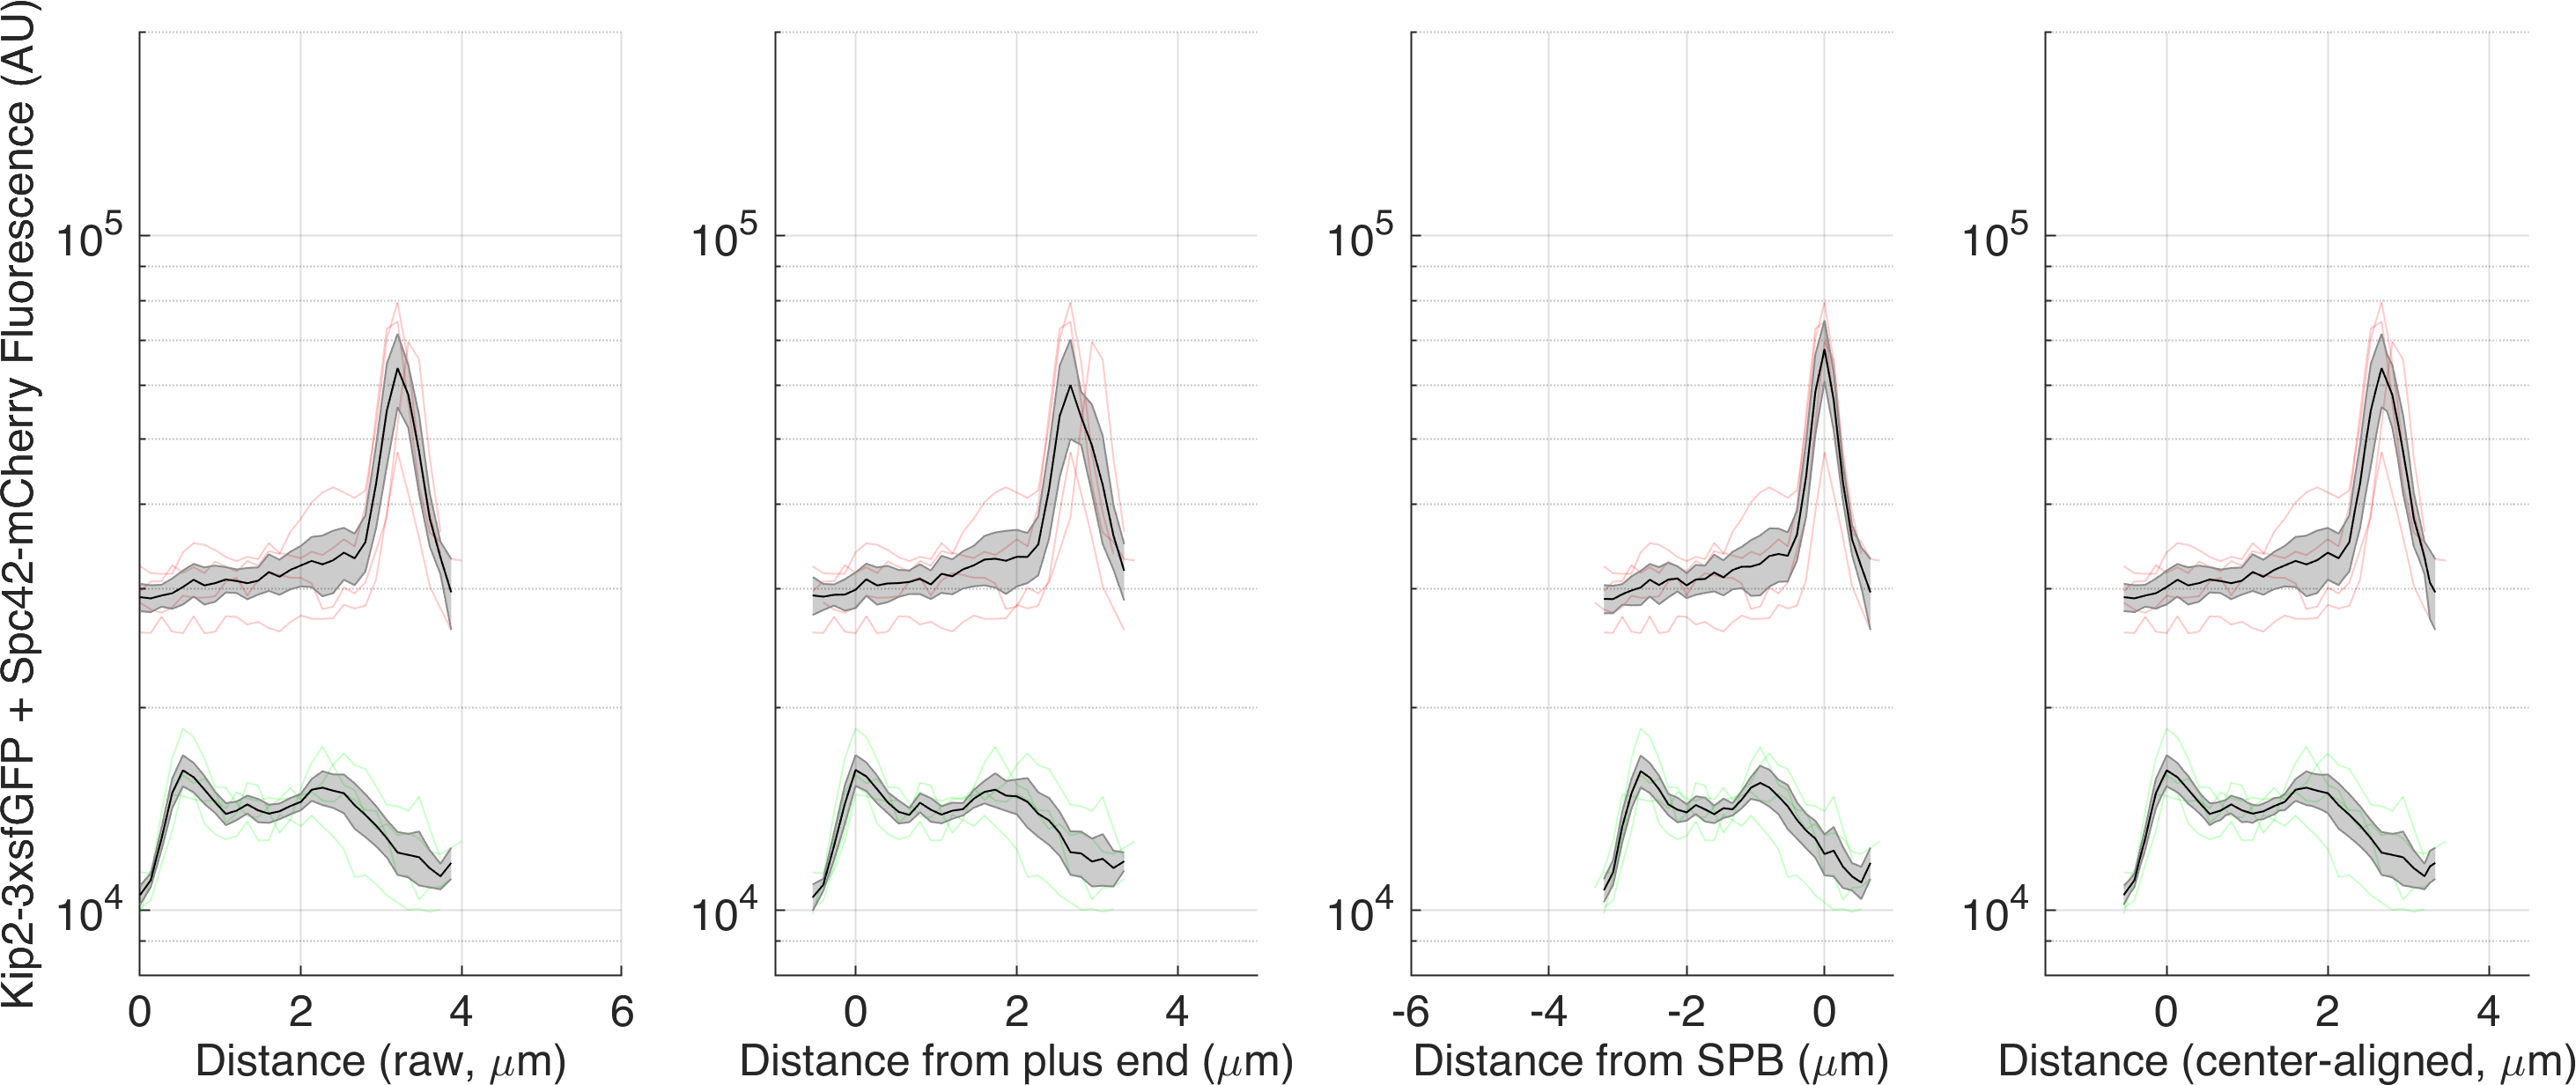 Kip2-3xsfGFP + Spc42-mCherry Fluorescence (AU)
10^5
10^4
0 2 4 6
Distance (raw, μm)
10^5
10^4
0 2 4
Distance from plus end (μm)
10^5
10^4
-6 -4 -2 0
Distance from SPB (μm)
10^5
10^4
0 2 4
Distance (center-aligned, μm)